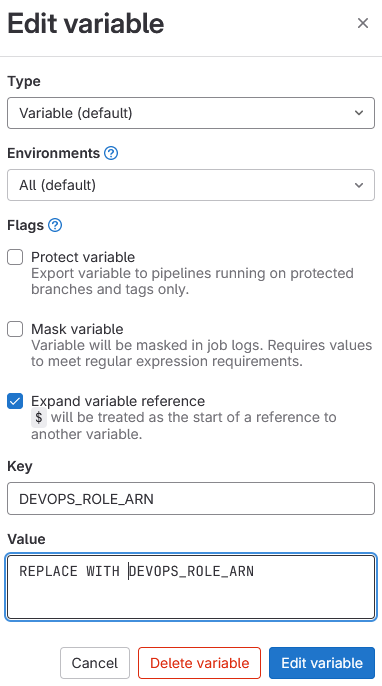 Edit variable
Type
Variable (default)
Environments
All (default)
Flags
Protect variable
Export variable to pipelines running on protected
branches and tags only.
Mask variable
Variable will be masked in job logs. Requires values
to meet regular expression requirements.
Expand variable reference
$ will be treated as the start of a reference to
another variable.
Key
DEVOPS_ROLE_ARN
Value
REPLACE WITH DEVOPS_ROLE_ARN
Cancel
Delete variable
Edit variable